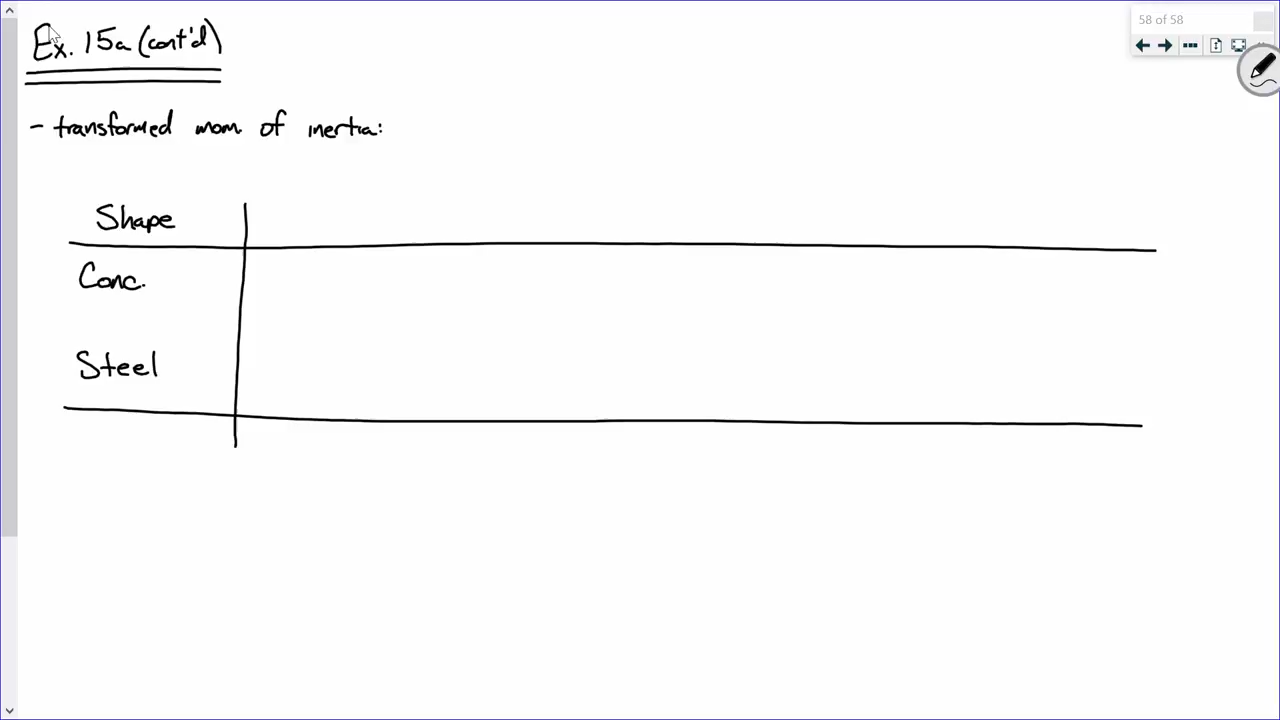 58 of 58
Ex. 15a (cont'd)
- transformed mom. of inertia:
Shape
Conc.
Steel